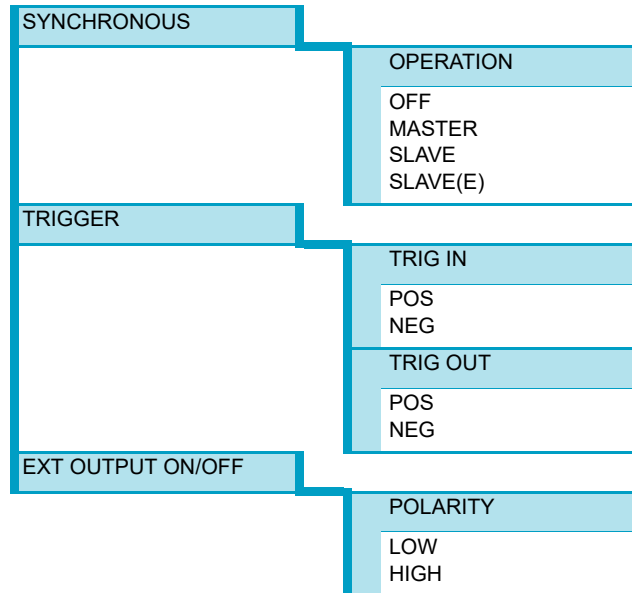 SYNCHRONOUS
OPERATION
OFF
MASTER
SLAVE
SLAVE(E)
TRIGGER
TRIG IN
POS
NEG
TRIG OUT
POS
NEG
EXT OUTPUT ON/OFF
POLARITY
LOW
HIGH